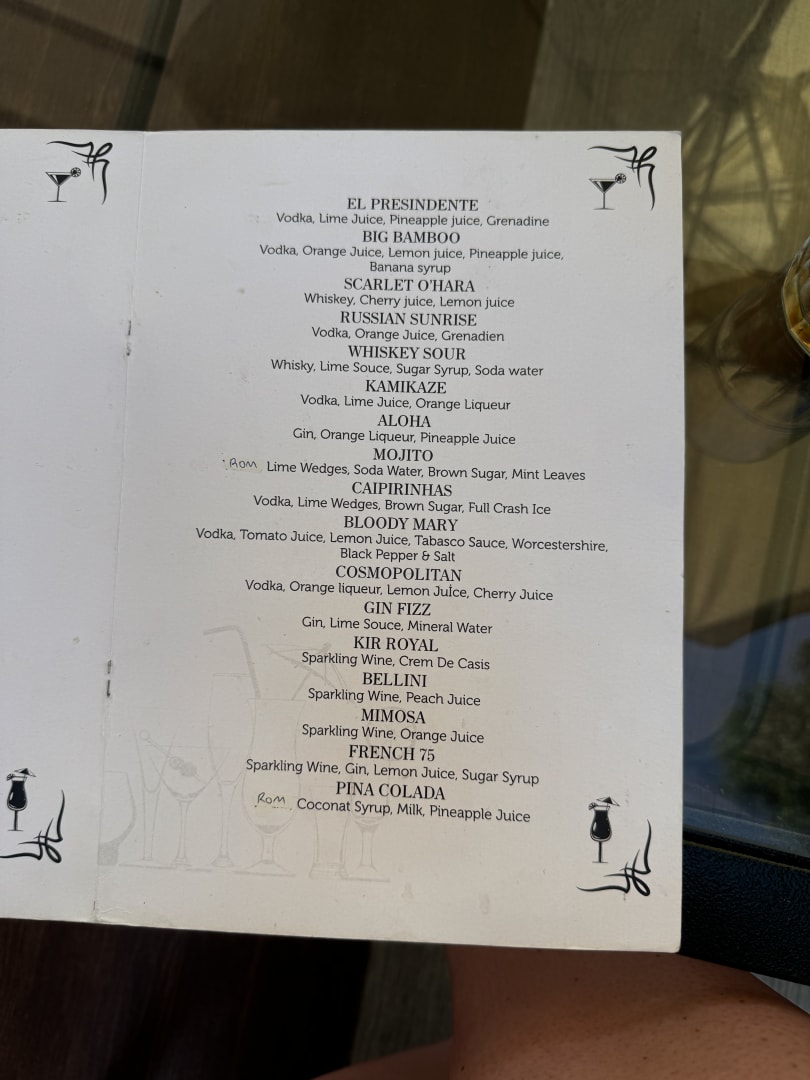 EL PRESINDENTE
Vodka, Lime Juice, Pineapple juice, Grenadine
BIG BAMBOO
Vodka, Orange Juice, Lemon juice, Pineapple juice,
Banana syrup
SCARLET O'HARA
Whiskey, Cherry juice, Lemon juice
RUSSIAN SUNRISE
Vodka, Orange Juice, Grenadien
WHISKEY SOUR
Whisky, Lime Souce, Sugar Syrup, Soda water
KAMIKAZE
Vodka, Lime Juice, Orange Liqueur
ALOHA
Gin, Orange Liqueur, Pineapple Juice
MOJITO
ROM Lime Wedges, Soda Water, Brown Sugar, Mint Leaves
CAIPIRINHAS
Vodka, Lime Wedges, Brown Sugar, Full Crash Ice
BLOODY MARY
Vodka, Tomato Juice, Lemon Juice, Tabasco Sauce, Worcestershire,
Black Pepper & Salt
COSMOPOLITAN
Vodka, Orange liqueur, Lemon Juice, Cherry Juice
GIN FIZZ
Gin, Lime Souce, Mineral Water
KIR ROYAL
Sparkling Wine, Crem De Casis
BELLINI
Sparkling Wine, Peach Juice
MIMOSA
Sparkling Wine, Orange Juice
FRENCH 75
Sparkling Wine, Gin, Lemon Juice, Sugar Syrup
PINA COLADA
ROM Coconat Syrup, Milk, Pineapple Juice